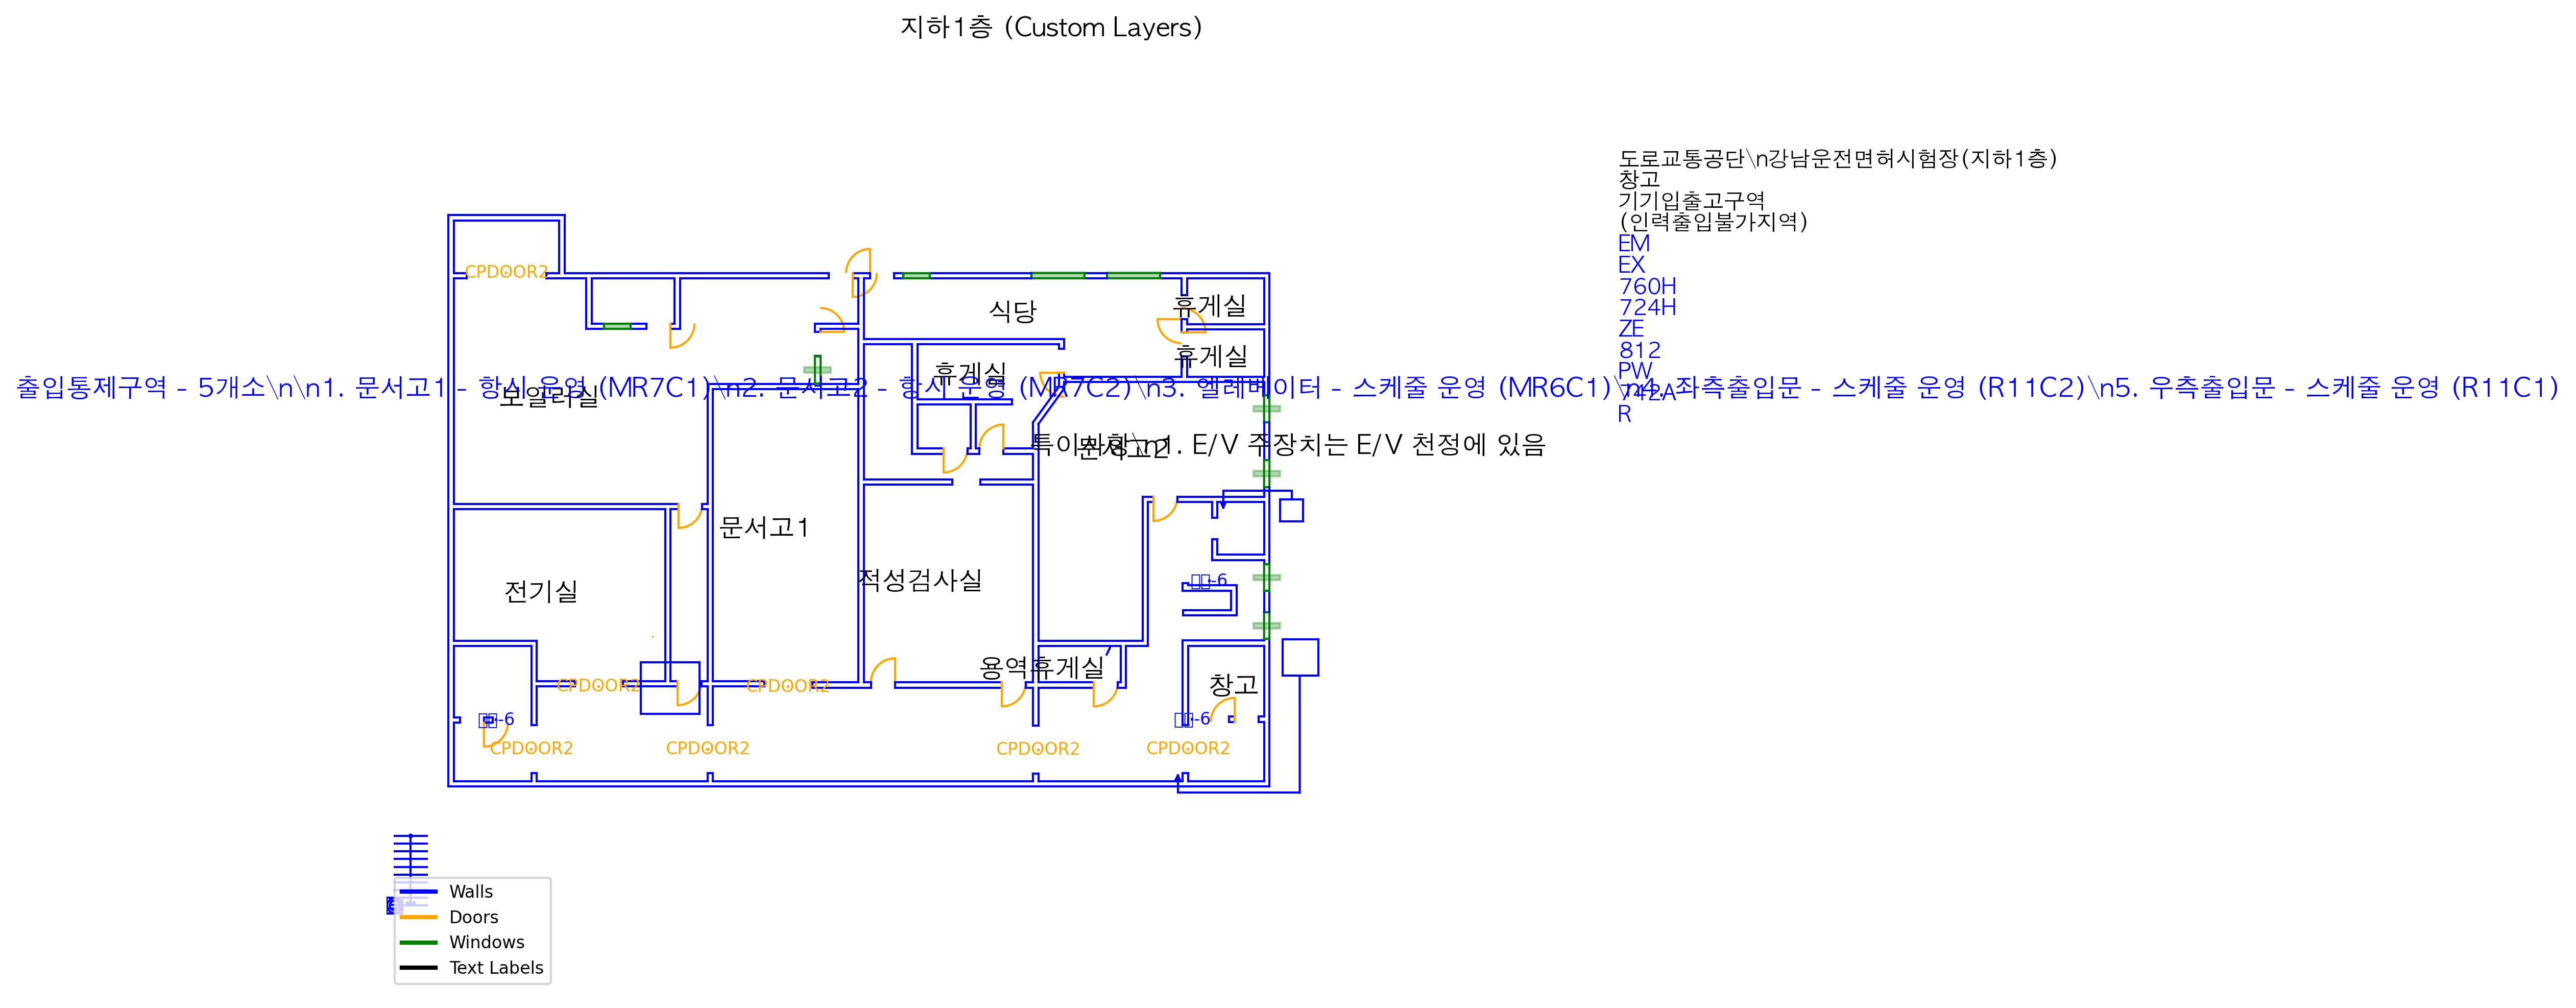 지하1층 (Custom Layers)
도로교통공단\n강남운전면허시험장(지하1층)
창고
기기입출고구역
(인력출입불가지역)
EM
EX
760H
724H
ZE
812
PW
742A
R
CPDOOR2
식당
휴게실
휴게실
휴게실
출입통제구역 - 5개소\n\n1. 문서고1 - 항시 운영 (MR7C1)\n2. 문서고2 - 항시 운영 (MR7C2)\n3. 엘레베이터 - 스케줄 운영 (MR6C1)\n4. 좌측출입문 - 스케줄 운영 (R11C2)\n5. 우측출입문 - 스케줄 운영 (R11C1)
보일러실
특이사항\n1. E/V 주장치는 E/V 천정에 있음
문서고2
문서고1
적성검사실
전기실
-6
용역휴게실
창고
CPDOOR2
CPDOOR2
-6
-6
CPDOOR2
CPDOOR2
CPDOOR2
CPDOOR2
Walls
Doors
Windows
Text Labels